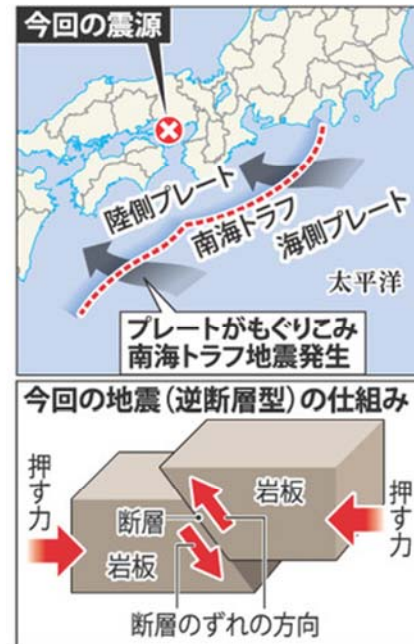 今回の震源
陸側プレート
南海トラフ
海側プレート
太平洋
プレートがもぐりこみ
南海トラフ地震発生
今回の地震(逆断層型)の仕組み
押す力
岩板
断層
岩板
押す力
断層のずれの方向